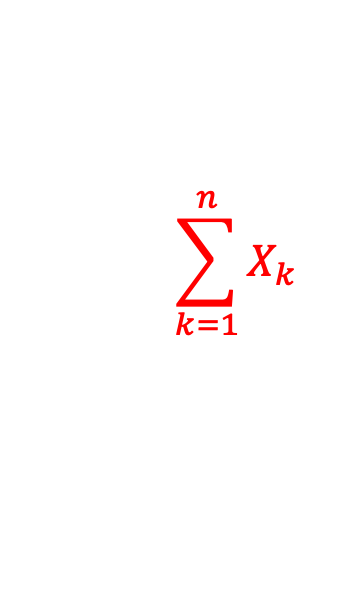 n
∑ X_k
k=1